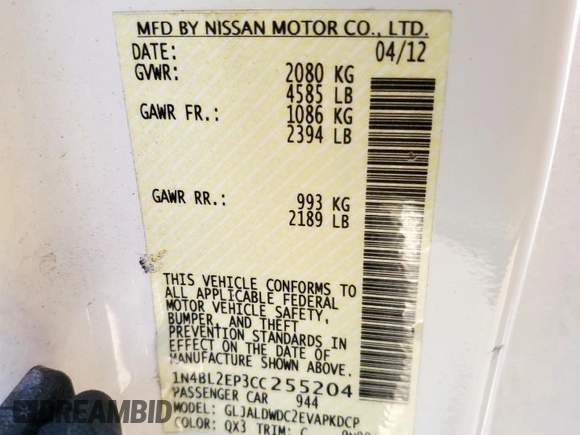 MFD BY NISSAN MOTOR CO., LTD.
DATE: 04/12
GVWR: 2080 KG
4585 LB
GAWR FR.: 1086 KG
2394 LB
GAWR RR.: 993 KG
2189 LB
THIS VEHICLE CONFORMS TO
ALL APPLICABLE FEDERAL
MOTOR VEHICLE SAFETY,
BUMPER, AND THEFT
PREVENTION STANDARDS IN
EFFECT ON THE DATE OF
MANUFACTURE SHOWN ABOVE.
1N4BL2EP3CC255204
PASSENGER CAR 944
MODEL: GLJALDWDC2EVAPKDCP
COLOR: QX3 TRIM: C
DREAMBID